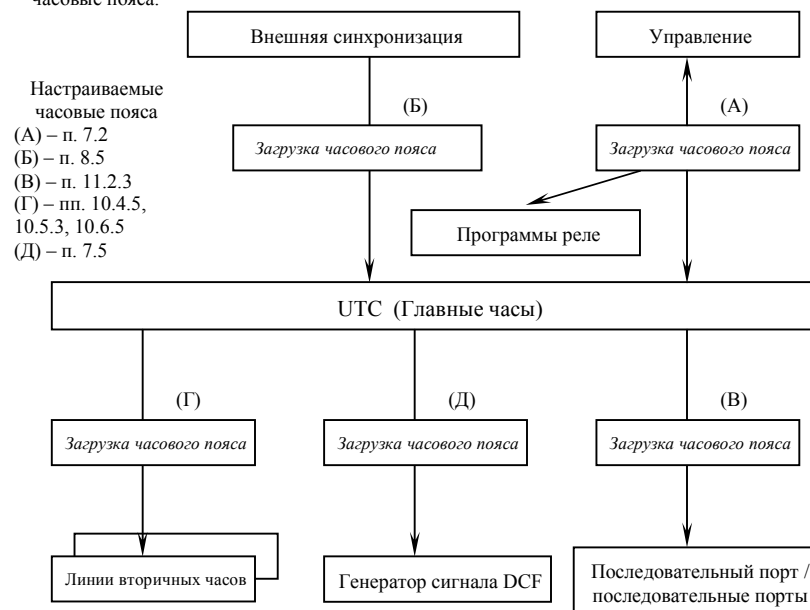 часовые пояса.
Внешняя синхронизация
Управление
Настраиваемые
часовые пояса
(А) – п. 7.2
(Б) – п. 8.5
(В) – п. 11.2.3
(Г) – пп. 10.4.5,
10.5.3, 10.6.5
(Д) – п. 7.5
(Б)
(А)
Загрузка часового пояса
Загрузка часового пояса
Программы реле
UTC (Главные часы)
(Г)
(Д)
(В)
Загрузка часового пояса
Загрузка часового пояса
Загрузка часового пояса
Линии вторичных часов
Генератор сигнала DCF
Последовательный порт /
последовательные порты